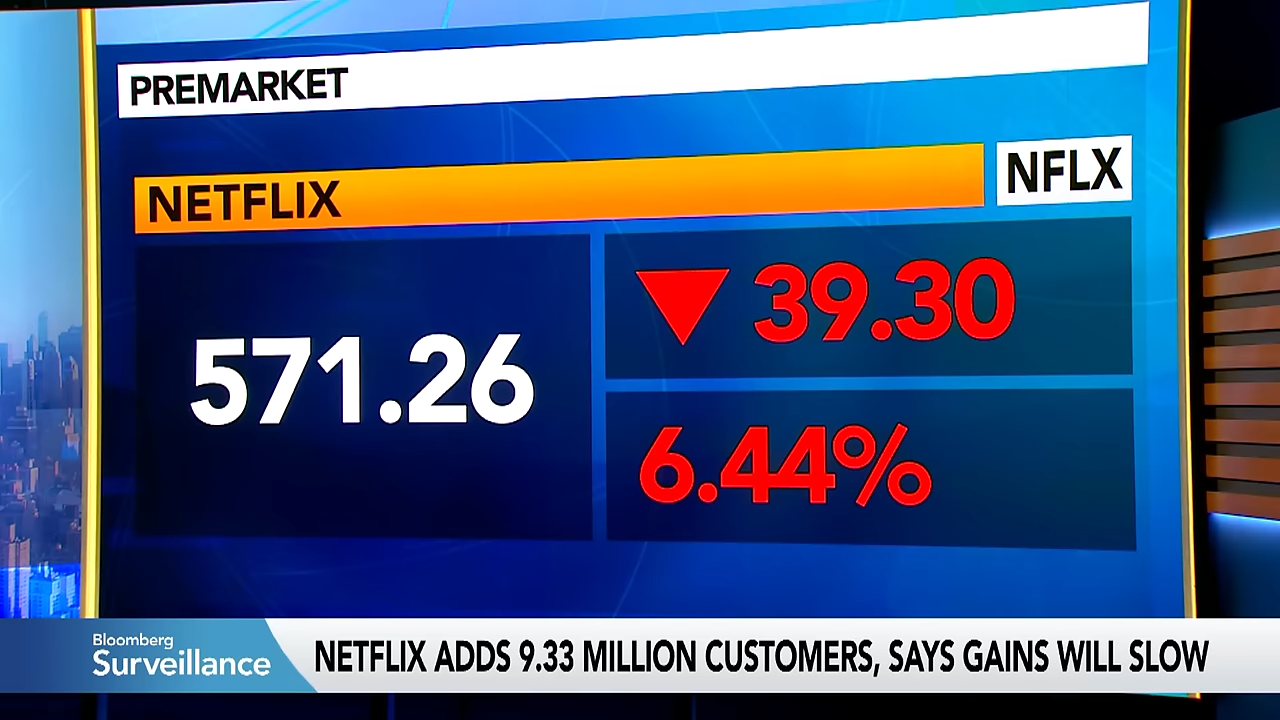 PREMARKET
NETFLIX
NFLX
571.26
▼ 39.30
6.44%
Bloomberg
Surveillance
NETFLIX ADDS 9.33 MILLION CUSTOMERS, SAYS GAINS WILL SLOW